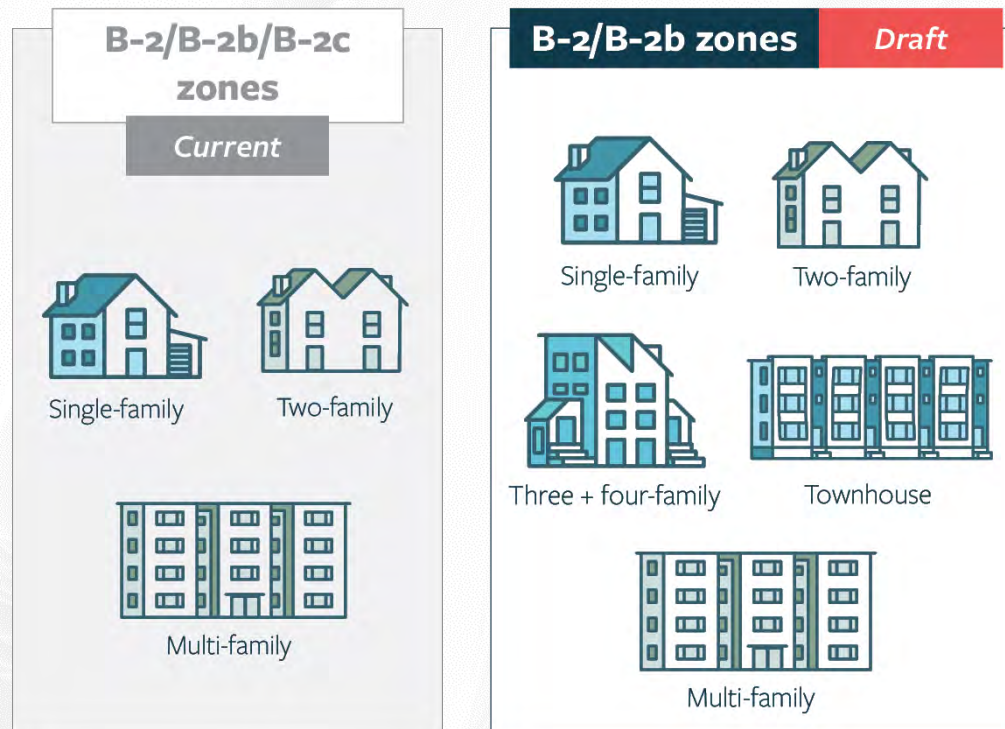 B-2/B-2b/B-2c
zones
Current
Single-family
Two-family
Multi-family
B-2/B-2b zones
Draft
Single-family
Two-family
Three + four-family
Townhouse
Multi-family